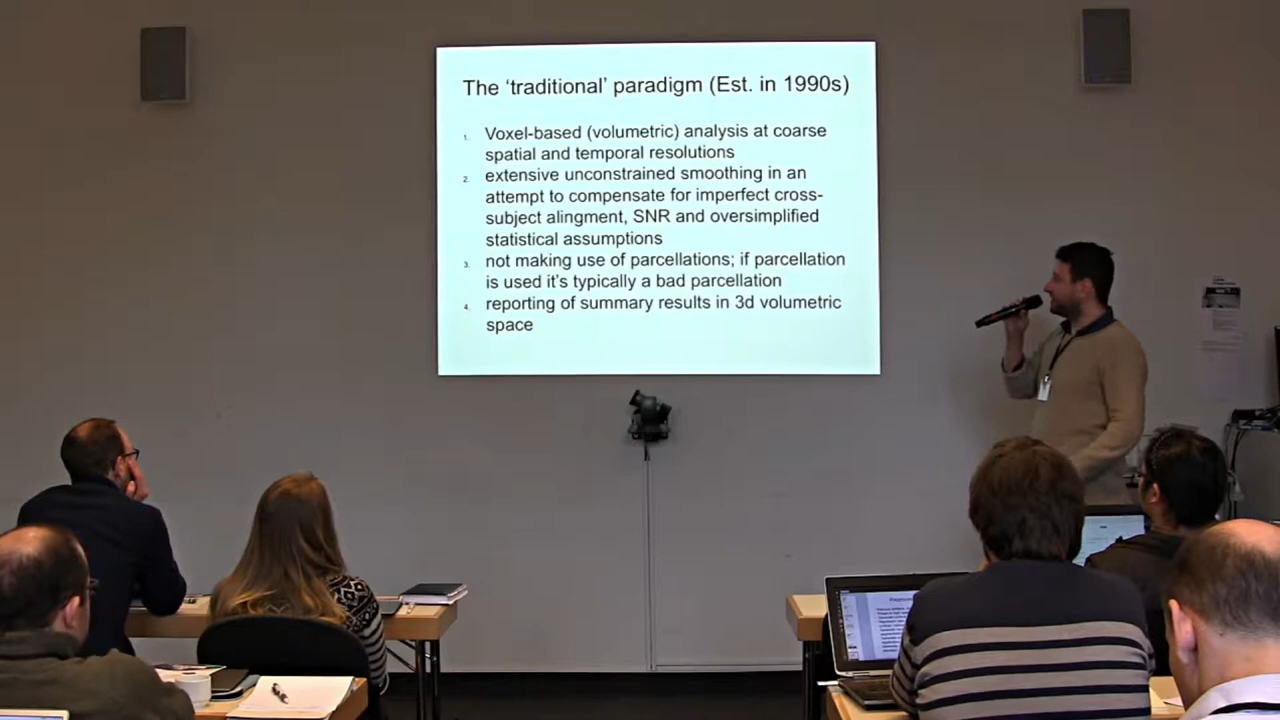 The ‘traditional’ paradigm (Est. in 1990s)
1. Voxel-based (volumetric) analysis at coarse
spatial and temporal resolutions
2. extensive unconstrained smoothing in an
attempt to compensate for imperfect cross-
subject alingment, SNR and oversimplified
statistical assumptions
3. not making use of parcellations; if parcellation
is used it’s typically a bad parcellation
4. reporting of summary results in 3d volumetric
space